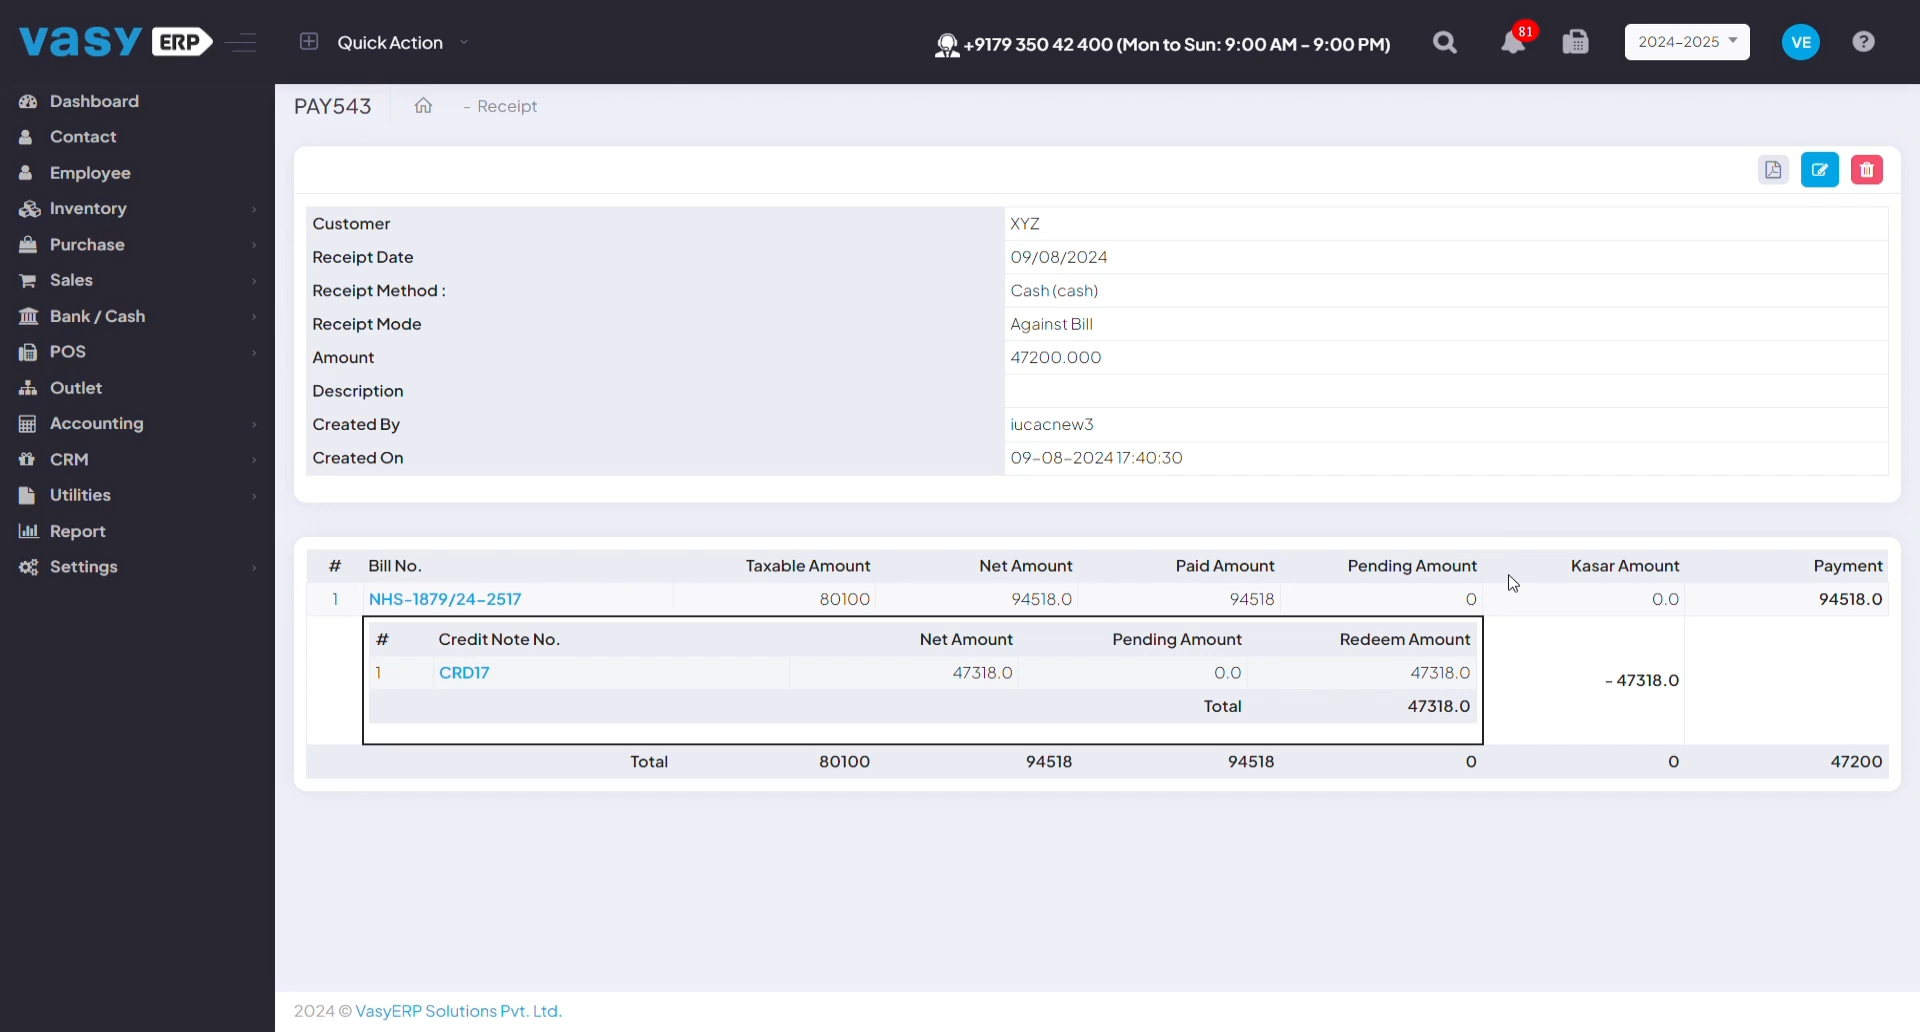 vasy ERP
Quick Action
+9179 350 42 400 (Mon to Sun: 9:00 AM - 9:00 PM)
81
2024-2025
VE
Dashboard
Contact
Employee
Inventory
Purchase
Sales
Bank / Cash
POS
Outlet
Accounting
CRM
Utilities
Report
Settings
PAY543 - Receipt
Customer XYZ
Receipt Date 09/08/2024
Receipt Method : Cash (cash)
Receipt Mode Against Bill
Amount 47200.000
Description
Created By iucacnew3
Created On 09-08-2024 17:40:30
# Bill No. Taxable Amount Net Amount Paid Amount Pending Amount Kasar Amount Payment
1 NHS-1879/24-2517 80100 94518.0 94518 0 0.0 94518.0
# Credit Note No. Net Amount Pending Amount Redeem Amount
1 CRD17 47318.0 0.0 47318.0
- 47318.0
Total 47318.0
Total 80100 94518 94518 0 0 47200
2024 © VasyERP Solutions Pvt. Ltd.